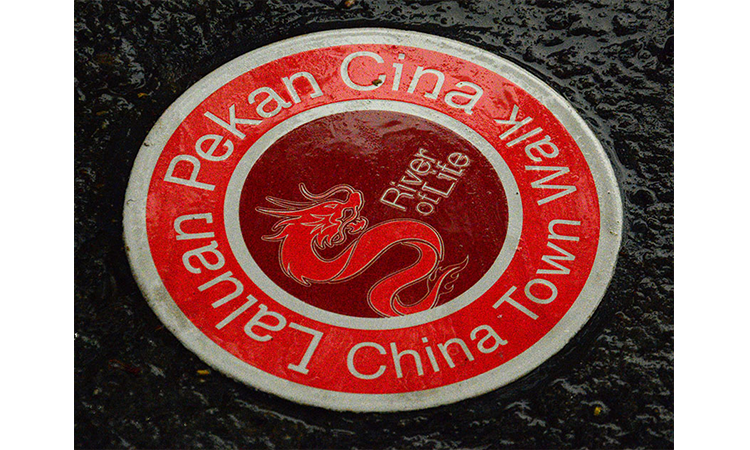 Laluan Pekan Cina
China Town Walk
River
of Life